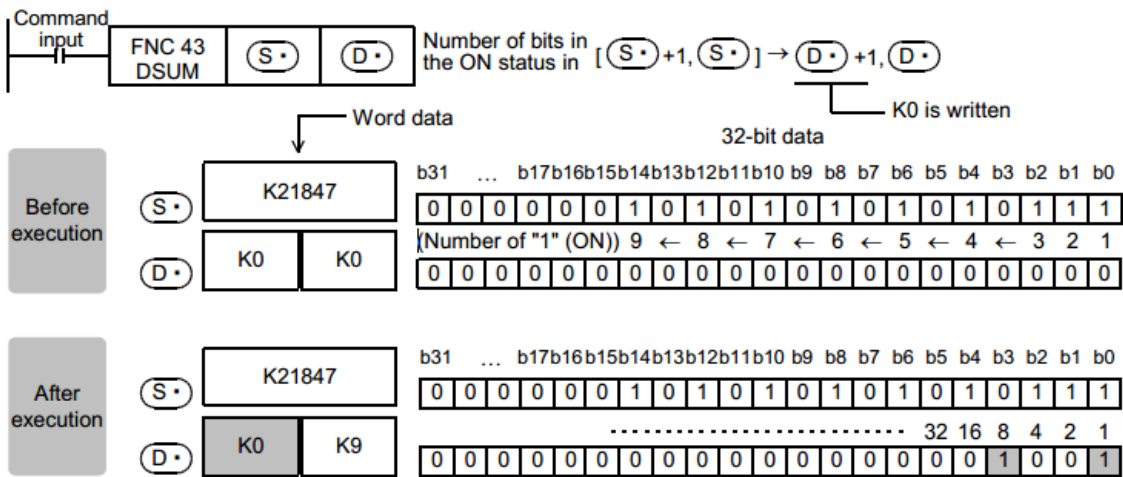 Command
input
FNC 43
DSUM
S・
D・
Number of bits in
the ON status in
[ S・ +1, S・ ] → D・ +1, D・
K0 is written
Word data
32-bit data
b31 ... b17 b16 b15 b14 b13 b12 b11 b10 b9 b8 b7 b6 b5 b4 b3 b2 b1 b0
Before
execution
S・
K21847
0 0 0 0 0 0 1 0 1 0 1 0 1 0 1 0 1 0 1 1 1
(Number of "1" (ON)) 9 ← 8 ← 7 ← 6 ← 5 ← 4 ← 3 2 1
D・
K0 K0
0 0 0 0 0 0 0 0 0 0 0 0 0 0 0 0 0 0 0 0 0
b31 ... b17 b16 b15 b14 b13 b12 b11 b10 b9 b8 b7 b6 b5 b4 b3 b2 b1 b0
After
execution
S・
K21847
0 0 0 0 0 0 1 0 1 0 1 0 1 0 1 0 1 0 1 1 1
32 16 8 4 2 1
D・
K0 K9
0 0 0 0 0 0 0 0 0 0 0 0 0 0 0 0 0 1 0 0 1